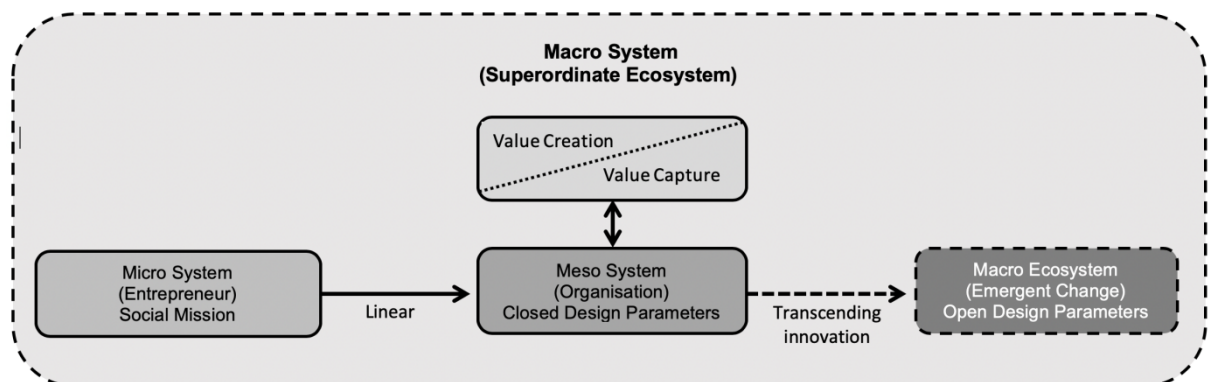 Macro System
(Superordinate Ecosystem)
Value Creation
Value Capture
Micro System
(Entrepreneur)
Social Mission
Linear
Meso System
(Organisation)
Closed Design Parameters
Transcending
innovation
Macro Ecosystem
(Emergent Change)
Open Design Parameters